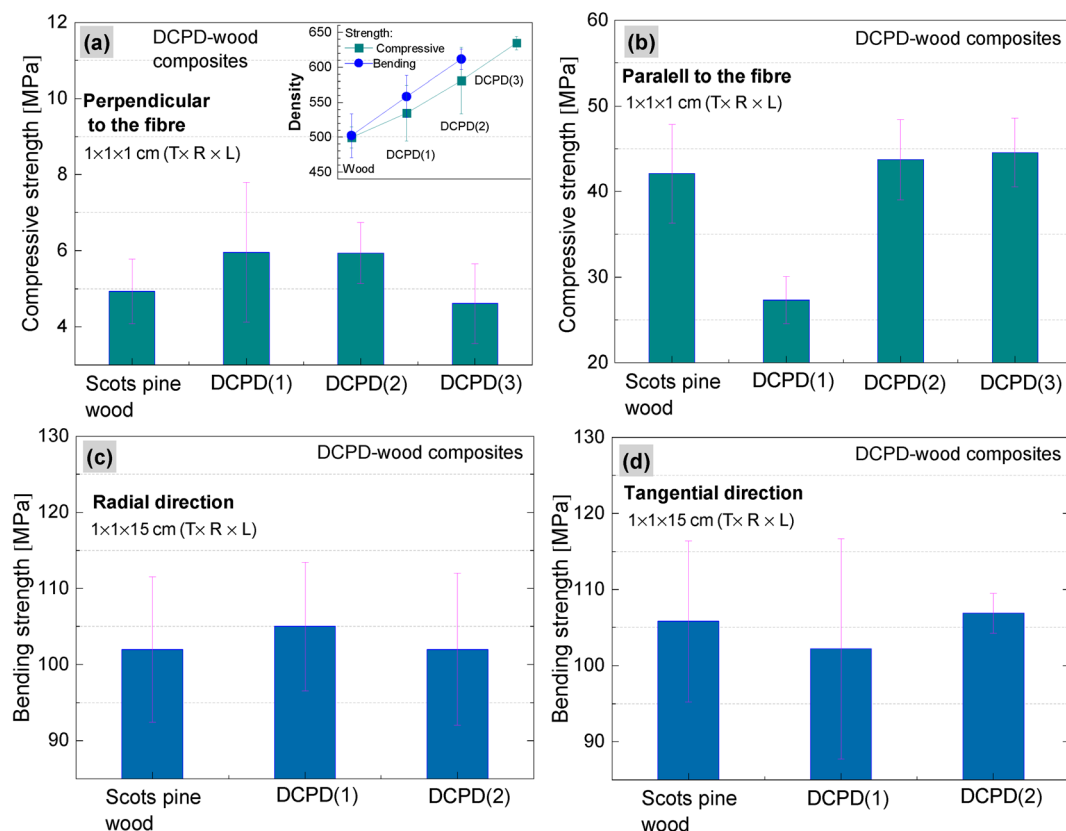 (a)
DCPD-wood
composites
Perpendicular
to the fibre
1×1×1 cm (T× R × L)
Compressive strength [MPa]
12
10
8
6
4
Scots pine
wood
DCPD(1)
DCPD(2)
DCPD(3)
Strength:
Compressive
Bending
Density
650
600
550
500
450
Wood
DCPD(1)
DCPD(2)
DCPD(3)
(b)
DCPD-wood composites
Paralell to the fibre
1×1×1 cm (T× R × L)
Compressive strength [MPa]
60
50
40
30
20
Scots pine
wood
DCPD(1)
DCPD(2)
DCPD(3)
(c)
DCPD-wood composites
Radial direction
1×1×15 cm (T× R × L)
Bending strength [MPa]
130
120
110
100
90
Scots pine
wood
DCPD(1)
DCPD(2)
(d)
DCPD-wood composites
Tangential direction
1×1×15 cm (T× R × L)
Bending strength [MPa]
130
120
110
100
90
Scots pine
wood
DCPD(1)
DCPD(2)